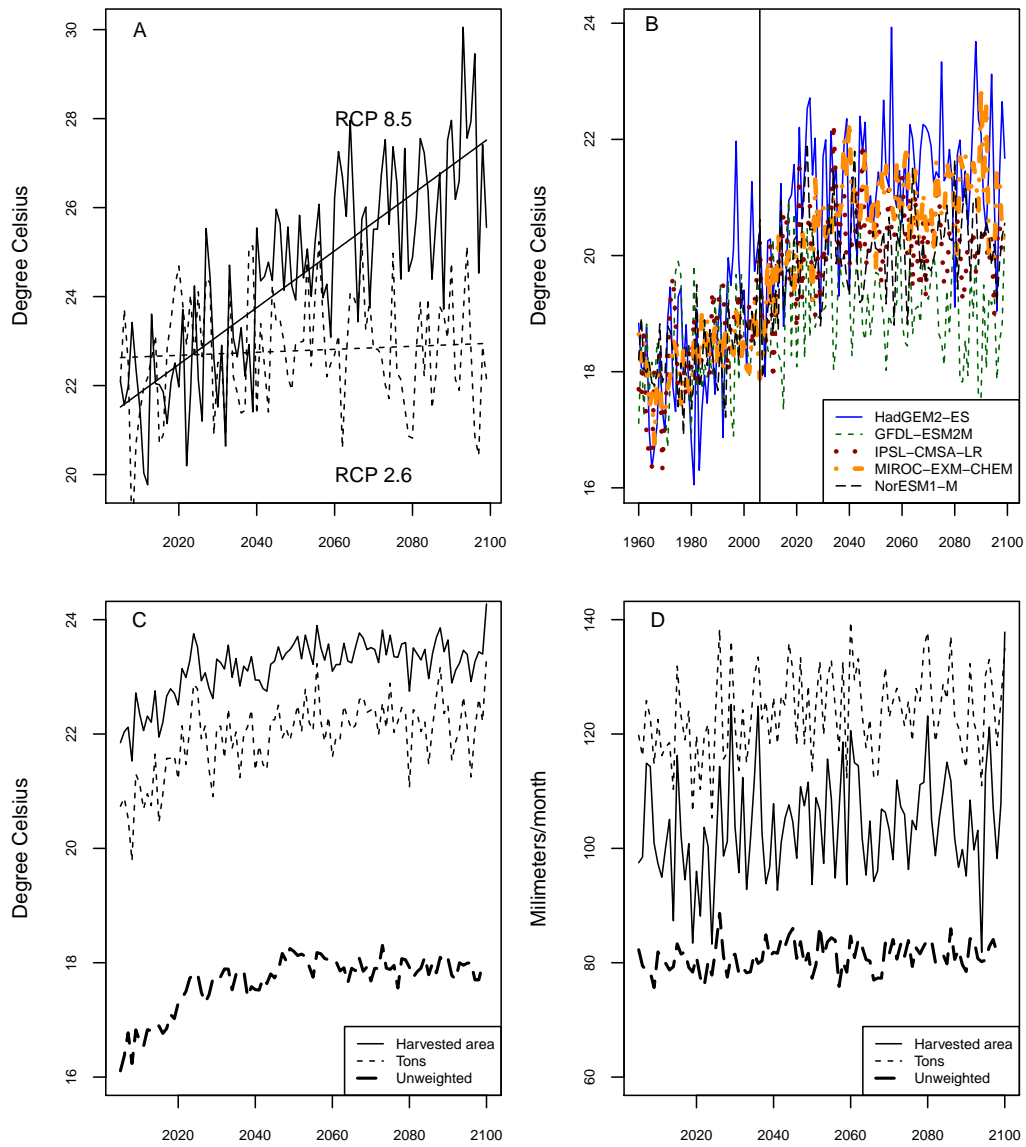 A
30
28
26
24
22
20
Degree Celsius
RCP 8.5
RCP 2.6
2020
2040
2060
2080
2100
B
24
22
20
18
16
Degree Celsius
HadGEM2−ES
GFDL−ESM2M
IPSL−CMSA−LR
MIROC−EXM−CHEM
NorESM1−M
1960
1980
2000
2020
2040
2060
2080
2100
C
24
22
20
18
16
Degree Celsius
Harvested area
Tons
Unweighted
2020
2040
2060
2080
2100
D
140
120
100
80
60
Milimeters/month
Harvested area
Tons
Unweighted
2020
2040
2060
2080
2100